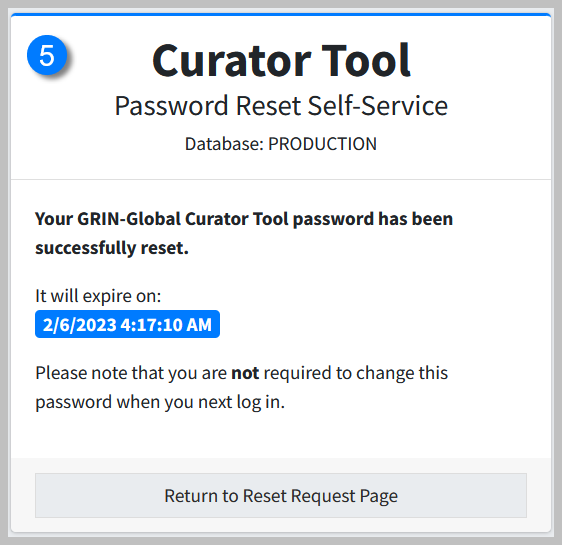 5
Curator Tool
Password Reset Self-Service
Database: PRODUCTION
Your GRIN-Global Curator Tool password has been
successfully reset.
It will expire on:
2/6/2023 4:17:10 AM
Please note that you are not required to change this
password when you next log in.
Return to Reset Request Page